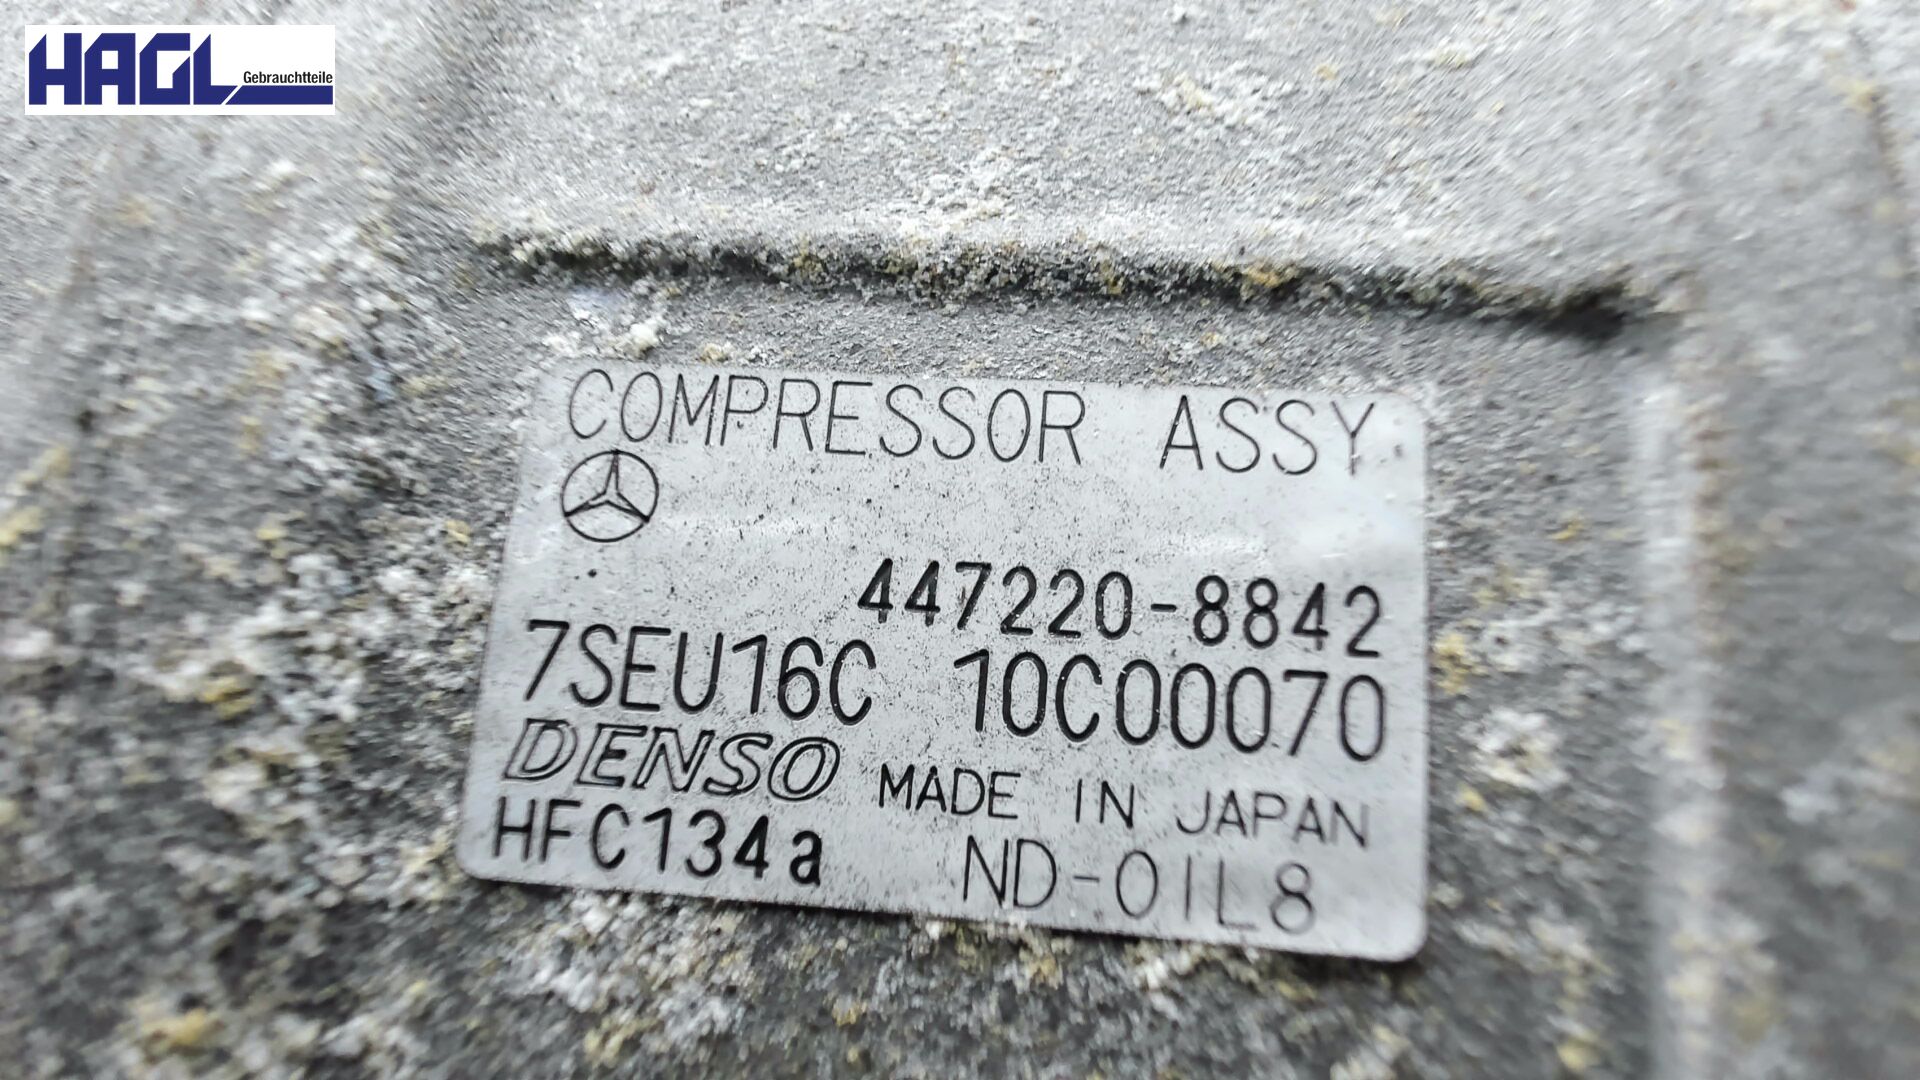 HAGL
Gebrauchtteile
COMPRESSOR ASSY
447220-8842
7SEU16C 10C00070
DENSO MADE IN JAPAN
HFC134a ND-OIL8